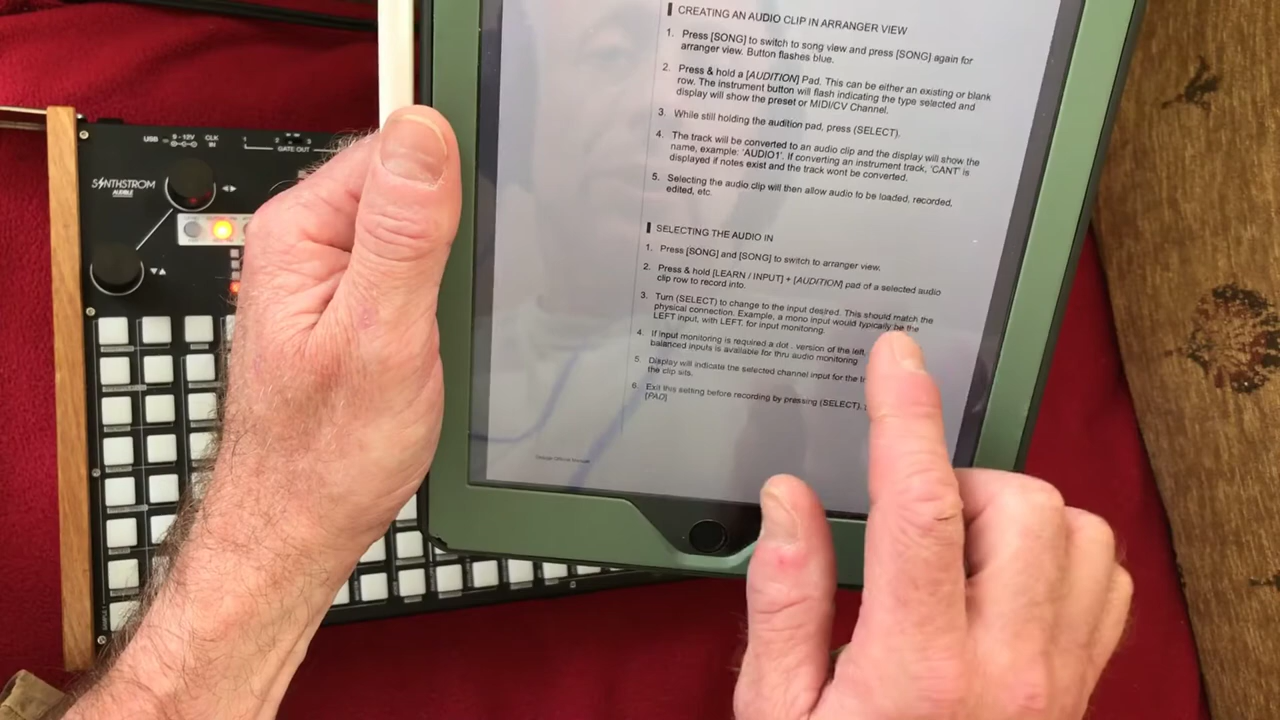 CREATING AN AUDIO CLIP IN ARRANGER VIEW
1. Press [SONG] to switch to song view and press [SONG] again for
arranger view. Button flashes blue.
2. Press & hold a [AUDITION] Pad. This can be either an existing or blank
row. The instrument button will flash indicating the type selected and
display will show the preset or MIDI/CV Channel.
3. While still holding the audition pad, press (SELECT).
4. The track will be converted to an audio clip and the display will show the
name, example: 'AUDIO1'. If converting an instrument track, 'CANT' is
displayed if notes exist and the track wont be converted.
5. Selecting the audio clip will then allow audio to be loaded, recorded,
edited, etc.
SELECTING THE AUDIO IN
1. Press [SONG] and [SONG] to switch to arranger view.
2. Press & hold [LEARN / INPUT] + [AUDITION] pad of a selected audio
clip row to record into.
3. Turn (SELECT) to change to the input desired. This should match the
physical connection. Example, a mono input would typically be the
LEFT input, with LEFT. for input monitoring.
4. If input monitoring is required a dot . version of the left,
balanced inputs is available for thru audio monitoring
5. Display will indicate the selected channel input for the
the clip sits.
6. Exit this setting before recording by pressing (SELECT),
[PAD]
Deluge Official Manual
USB 9-12V CLK
IN
GATE OUT
SYNTHSTROM
AUDIBLE